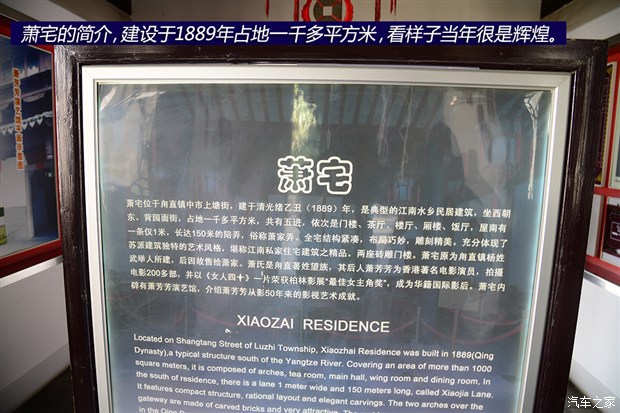 萧宅的简介,建设于1889年占地一千多平方米,看样子当年很是辉煌。
萧宅
萧宅位于甪直镇中市上塘街，建于清光绪乙丑（1889）年，是典型的江南水乡民居建筑，坐西朝
东、背园面街，占地一千多平方米，共有五进，依次是门楼、茶厅、楼厅、厢楼、饭厅，屋南有
一条仅1米，长达150米的陪弄，俗称萧家弄。全宅结构紧凑，布局巧妙，雕刻精美，充分体现了
苏派建筑独特的艺术风格，堪称江南私家住宅建筑之精品。两座砖雕门楼。萧宅原为甪直镇杨姓
武举人所建，后因故售给萧家。萧氏是甪直著姓望族，其后人萧芳芳为香港著名电影演员，拍摄
电影200多部，并以《女人四十》一片荣获柏林影展"最佳女主角奖"，成为华籍国际影后。萧宅内
辟有萧芳芳演艺馆，介绍萧芳芳从影50年来的影视艺术成就。
XIAOZAI RESIDENCE
Located on Shangtang Street of Luzhi Township, Xiaozhai Residence was built in 1889(Qing
Dynasty),a typical structure south of the Yangtze River. Covering an area of more than 1000
square meters, it is composed of arches, tea room, main hall, wing room and dining room. In
the south of residence, there is a lane 1 meter wide and 150 meters long, called Xiaojia Lane.
It features compact structure, rational layout and elegant carvings. The two arches over the
gateway are made of carved bricks and very attractive.
in the Qing
汽车之家